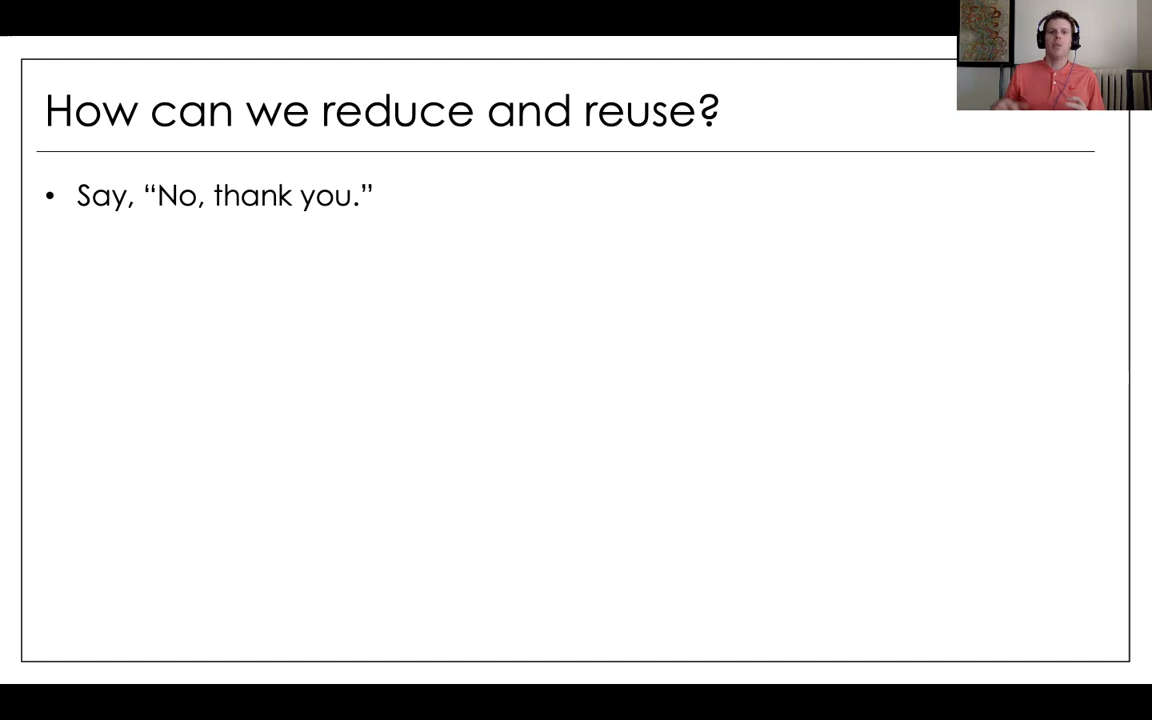 How can we reduce and reuse?
• Say, “No, thank you.”